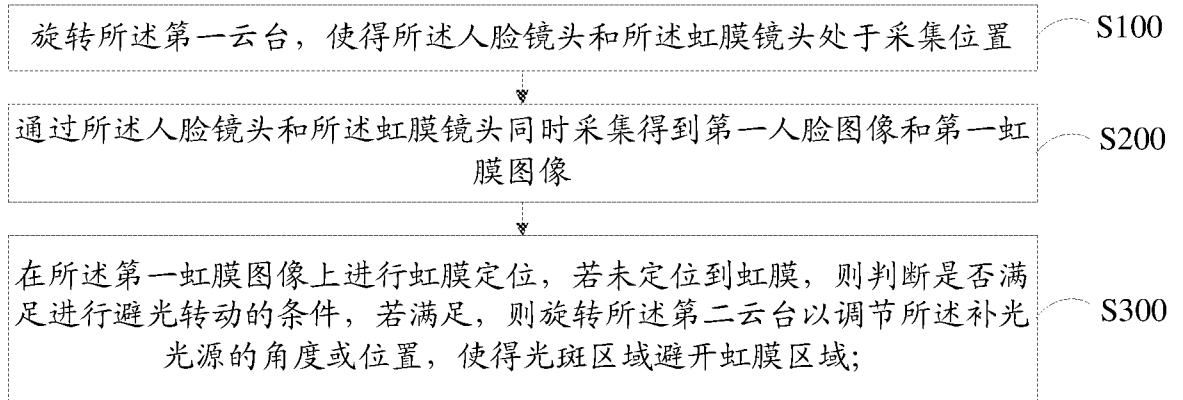 旋转所述第一云台，使得所述人脸镜头和所述虹膜镜头处于采集位置
S100
通过所述人脸镜头和所述虹膜镜头同时采集得到第一人脸图像和第一虹
膜图像
S200
在所述第一虹膜图像上进行虹膜定位，若未定位到虹膜，则判断是否满
足进行避光转动的条件，若满足，则旋转所述第二云台以调节所述补光
光源的角度或位置，使得光斑区域避开虹膜区域；
S300